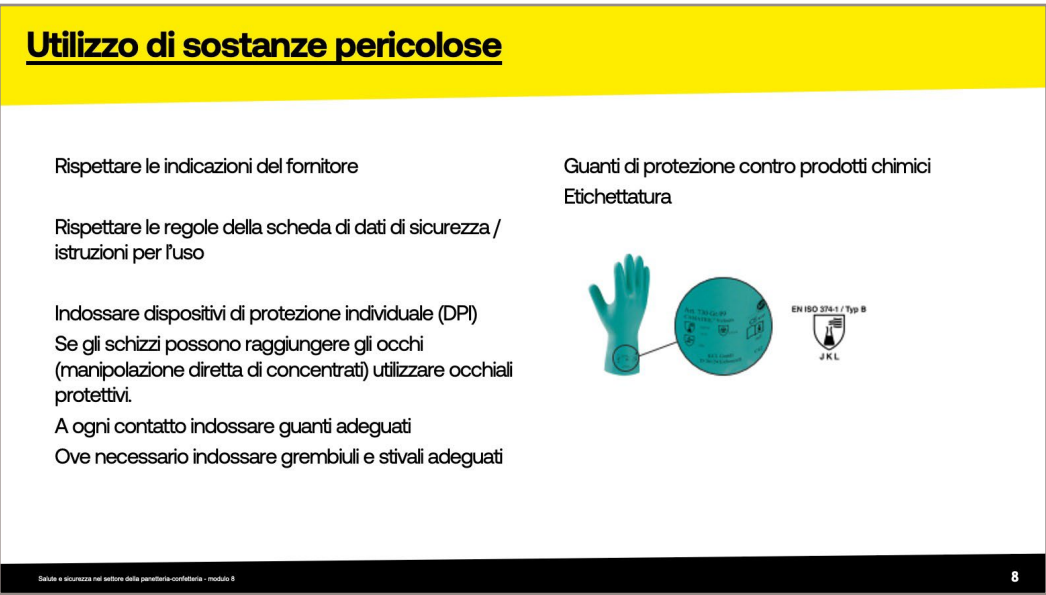 Utilizzo di sostanze pericolose
Rispettare le indicazioni del fornitore
Rispettare le regole della scheda di dati di sicurezza /
istruzioni per l'uso
Indossare dispositivi di protezione individuale (DPI)
Se gli schizzi possono raggiungere gli occhi
(manipolazione diretta di concentrati) utilizzare occhiali
protettivi.
A ogni contatto indossare guanti adeguati
Ove necessario indossare grembiuli e stivali adeguati
Guanti di protezione contro prodotti chimici
Etichettatura
EN ISO 374-1 / Typ B
JKL
Salute e sicurezza nel settore della panetteria-confetteria - modulo 8
8